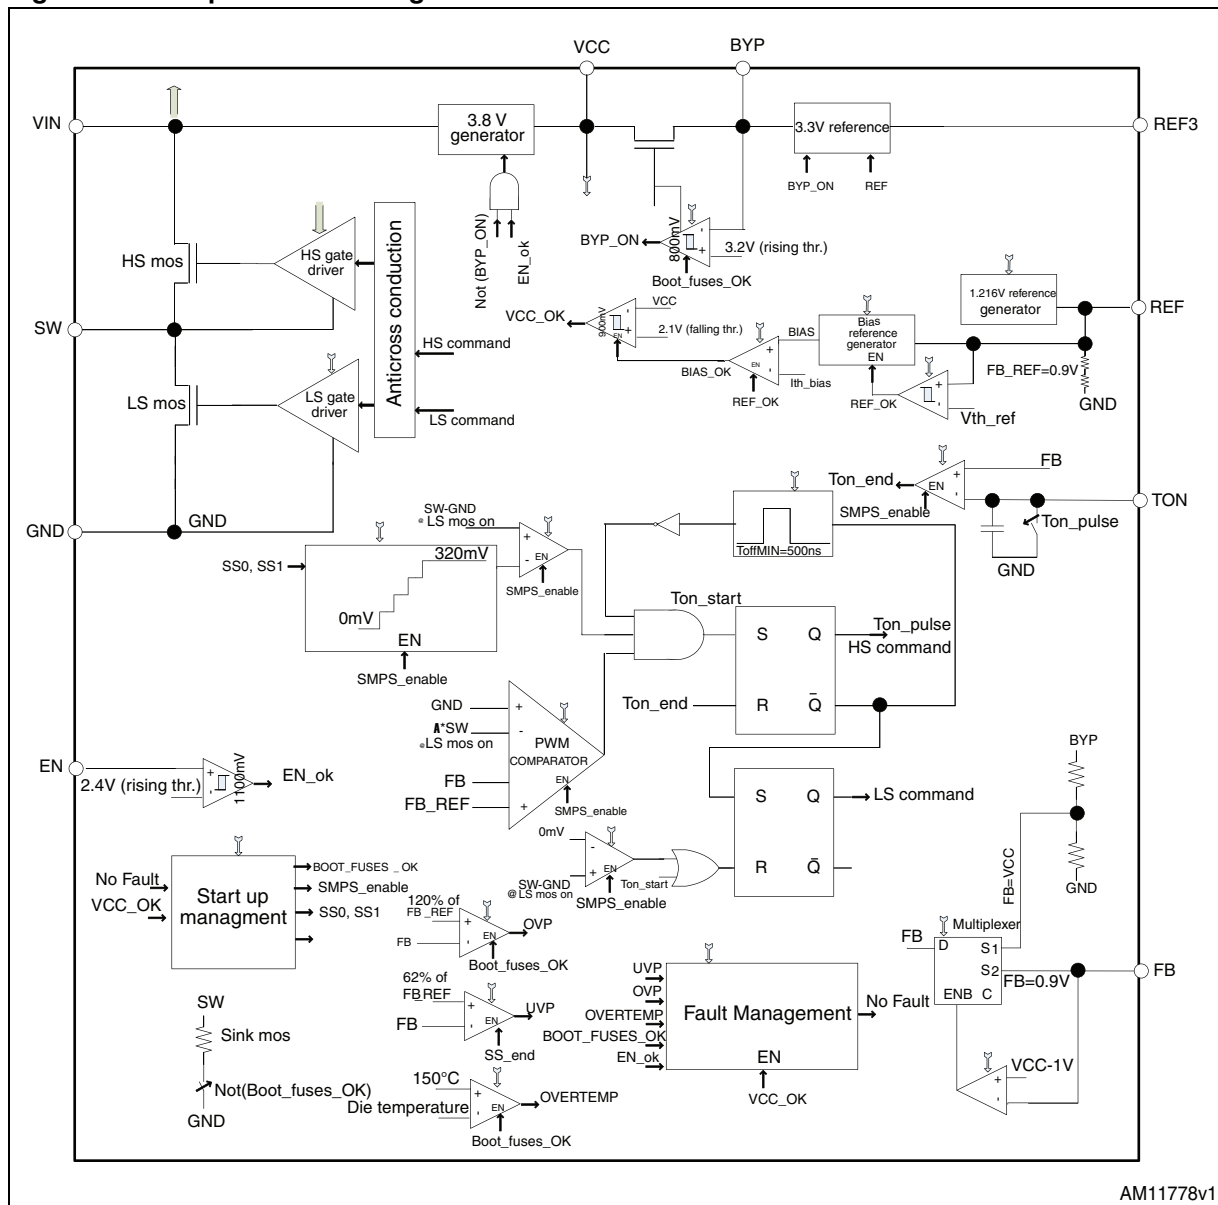 VCC
BYP
VIN
3.8 V
generator
3.3V reference
REF3
BYP_ON
REF
Not (BYP_ON)
EN_ok
BYP_ON
800mV
-
+
3.2V (rising thr.)
Boot_fuses_OK
HS mos
HS gate
driver
Anticross conduction
HS command
LS command
SW
LS mos
LS gate
driver
GND
GND
VCC_OK
900mV
EN
-
+
VCC
2.1V (falling thr.)
BIAS_OK
EN
+
-
BIAS
Ith_bias
REF_OK
Bias
reference
generator
EN
1.216V reference
generator
REF
FB_REF=0.9V
GND
REF_OK
+
-
Vth_ref
Ton_end
EN
+
-
FB
SMPS_enable
TON
Ton_pulse
GND
SW-GND
@ LS mos on
+
-
EN
SMPS_enable
SS0, SS1
320mV
0mV
EN
SMPS_enable
ToffMIN=500ns
Ton_start
S
Q
Ton_pulse
HS command
Ton_end
R
Q̄
GND
+
A*SW
-
@LS mos on
PWM
COMPARATOR
FB
-
FB_REF
+
EN
SMPS_enable
S
Q
LS command
R
Q̄
0mV
-
+
EN
SW-GND
@ LS mos on
Ton_start
SMPS_enable
EN
2.4V (rising thr.)
+
-
1100mV
EN_ok
No Fault
VCC_OK
Start up
managment
BOOT_FUSES _ OK
SMPS_enable
SS0, SS1
120% of
FB _REF
+
FB
-
EN
OVP
Boot_fuses_OK
62% of
FB_REF
+
FB
-
EN
UVP
SS_end
150°C
+
Die temperature
-
EN
OVERTEMP
Boot_fuses_OK
SW
Sink mos
Not(Boot_fuses_OK)
GND
UVP
OVP
OVERTEMP
BOOT_FUSES_OK
EN_ok
Fault Management
EN
VCC_OK
No Fault
BYP
GND
FB=VCC
Multiplexer
FB
D
S1
S2
ENB
C
FB=0.9V
FB
VCC-1V
+
-
AM11778v1